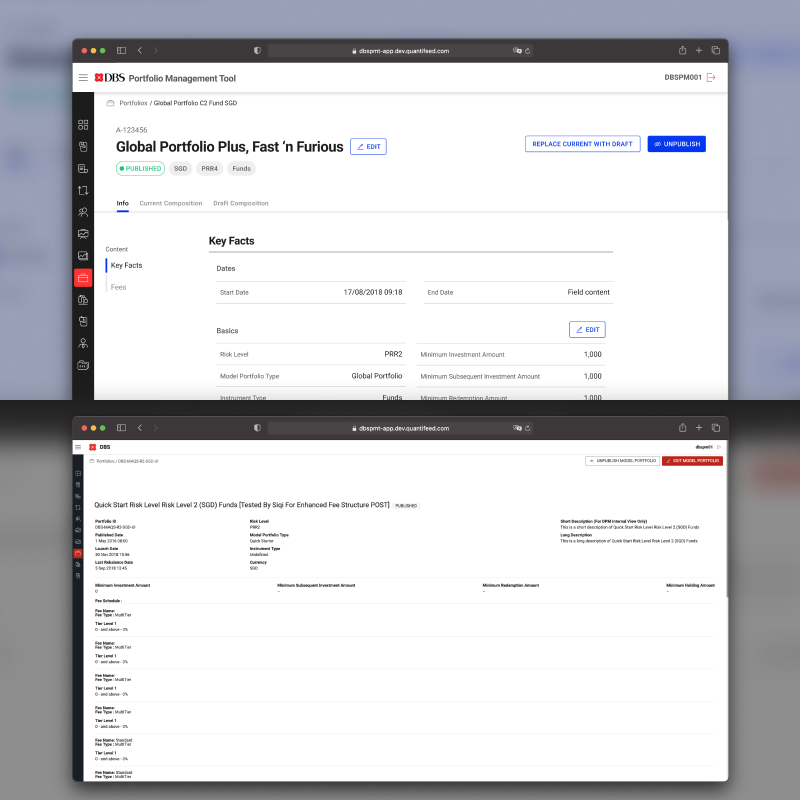 dbspmt-app.dev.quantifeed.com
DBS Portfolio Management Tool
DBSPM001
Portfolios / Global Portfolio C2 Fund SGD
A-123456
Global Portfolio Plus, Fast ‘n Furious
EDIT
REPLACE CURRENT WITH DRAFT
UNPUBLISH
PUBLISHED SGD PRR4 Funds
Info Current Composition Draft Composition
Content
Key Facts
Fees
Key Facts
Dates
Start Date 17/08/2018 09:18 End Date Field content
Basics
EDIT
Risk Level PRR2 Minimum Investment Amount 1,000
Model Portfolio Type Global Portfolio Minimum Subsequent Investment Amount 1,000
Instrument Type Funds Minimum Redemption Amount 1,000
dbspmt-app.dev.quantifeed.com
DBS
dbspm01
Portfolios / DBS-MAQS-R2-SGD-UI
UNPUBLISH MODEL PORTFOLIO
EDIT MODEL PORTFOLIO
Quick Start Risk Level Risk Level 2 (SGD) Funds [Tested By Siqi For Enhanced Fee Structure POST] PUBLISHED
Portfolio ID
DBS-MAQS-R2-SGD-UI
Published Date
1 May 2016 08:00
Launch Date
30 Nov 2018 10:56
Last Rebalance Date
5 Sep 2018 13:45
Risk Level
PRR2
Model Portfolio Type
Quick Starter
Instrument Type
Undefined
Currency
SGD
Short Description (For DPM Internal View Only)
This is a short description of Quick Start Risk Level Risk Level 2 (SGD) Funds
Long Description
This is a long description of Quick Start Risk Level Risk Level 2 (SGD) Funds
Minimum Investment Amount
0
Minimum Subsequent Investment Amount
–
Minimum Redemption Amount
–
Minimum Holding Amount
–
Fee Schedule :
Fee Name:
Fee Type : MultiTier
Tier Level 1
0 - and above - 0%
Fee Name:
Fee Type : MultiTier
Tier Level 1
0 - and above - 0%
Fee Name:
Fee Type : MultiTier
Tier Level 1
0 - and above - 0%
Fee Name:
Fee Type : MultiTier
Tier Level 1
0 - and above - 0%
Fee Name: Standard
Fee Type : MultiTier
Tier Level 1
0 - and above - 0%
Fee Name: Standard
Fee Type : MultiTier